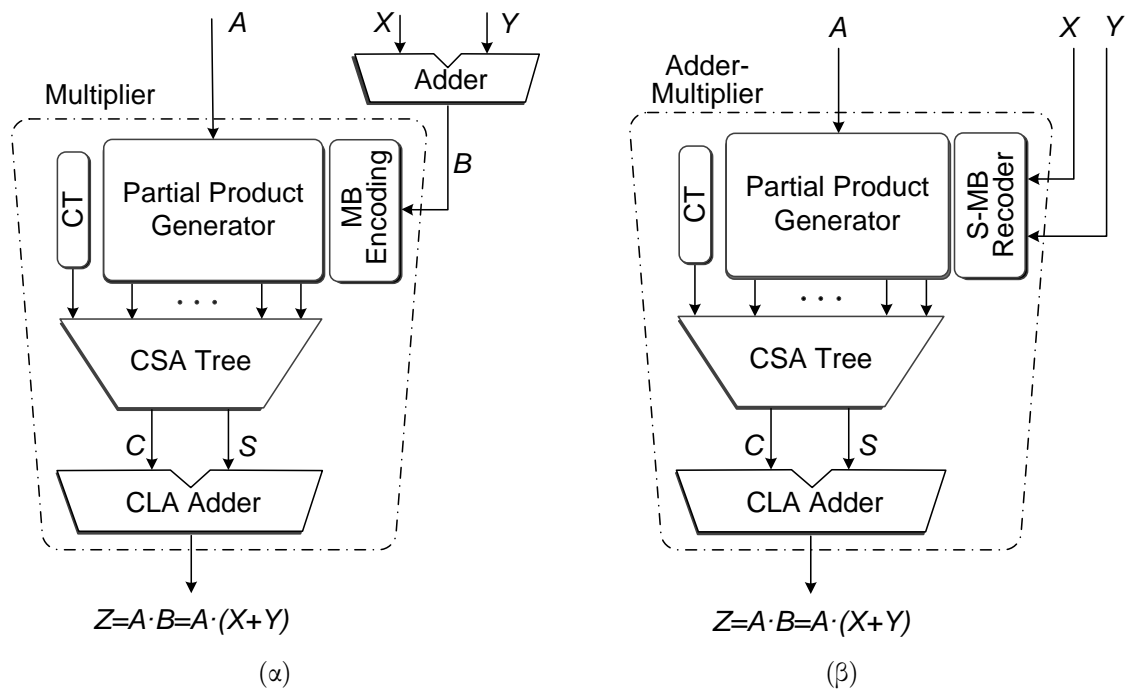 A
X
Y
Adder
Multiplier
B
CT
Partial Product
Generator
MB
Encoding
. . .
CSA Tree
C
S
CLA Adder
Z=A·B=A·(X+Y)
(α)
A
X
Y
Adder-
Multiplier
CT
Partial Product
Generator
S-MB
Recoder
. . .
CSA Tree
C
S
CLA Adder
Z=A·B=A·(X+Y)
(β)